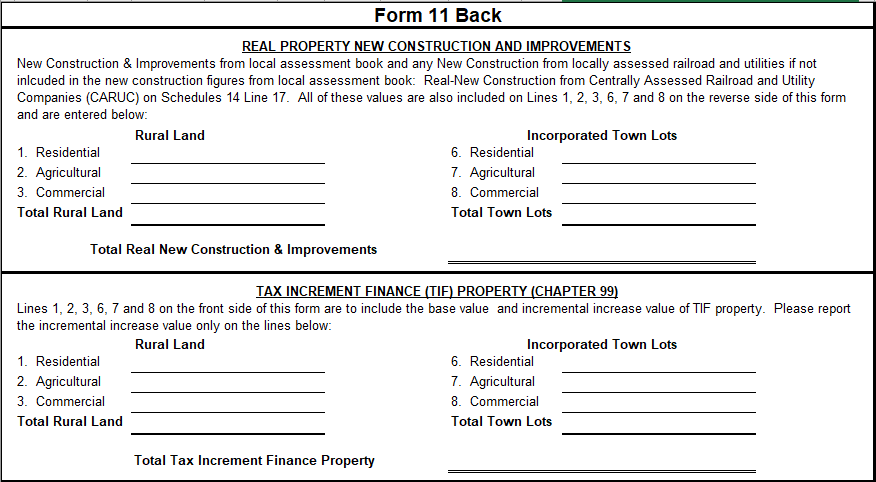 Form 11 Back
REAL PROPERTY NEW CONSTRUCTION AND IMPROVEMENTS
New Construction & Improvements from local assessment book and any New Construction from locally assessed railroad and utilities if not
inlcuded in the new construction figures from local assessment book:  Real-New Construction from Centrally Assessed Railroad and Utility
Companies (CARUC) on Schedules 14 Line 17.  All of these values are also included on Lines 1, 2, 3, 6, 7 and 8 on the reverse side of this form
and are entered below:
Rural Land Incorporated Town Lots
1. Residential 6. Residential
2. Agricultural 7. Agricultural
3. Commercial 8. Commercial
Total Rural Land Total Town Lots
Total Real New Construction & Improvements
TAX INCREMENT FINANCE (TIF) PROPERTY (CHAPTER 99)
Lines 1, 2, 3, 6, 7 and 8 on the front side of this form are to include the base value  and incremental increase value of TIF property.  Please report
the incremental increase value only on the lines below:
Rural Land Incorporated Town Lots
1. Residential 6. Residential
2. Agricultural 7. Agricultural
3. Commercial 8. Commercial
Total Rural Land Total Town Lots
Total Tax Increment Finance Property